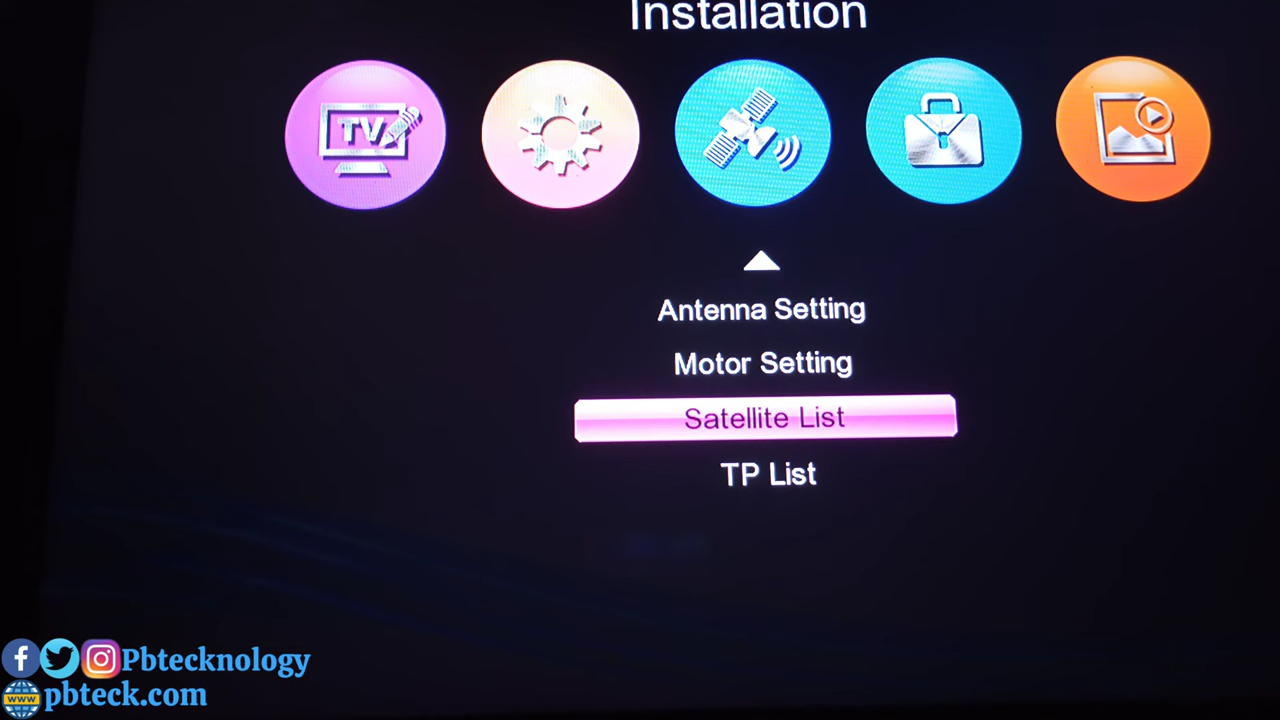 Installation
TV
Antenna Setting
Motor Setting
Satellite List
TP List
Pbtecknology
www
pbteck.com